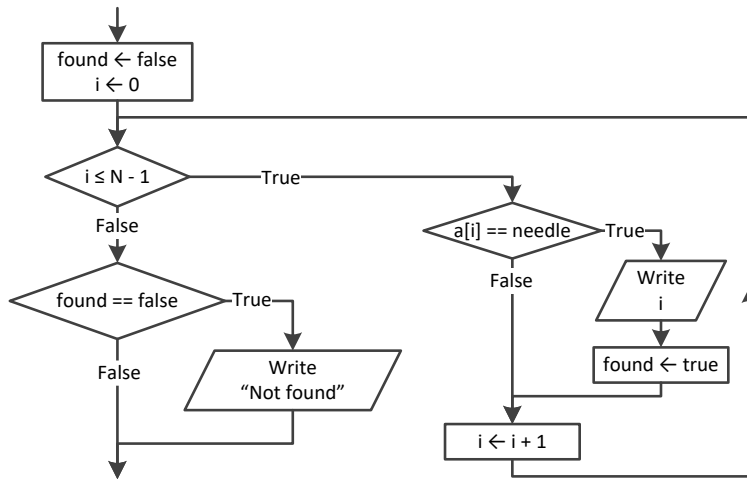 found ← false
i ← 0
i ≤ N - 1
True
False
a[i] == needle
True
False
Write
i
found ← true
i ← i + 1
found == false
True
False
Write
“Not found”